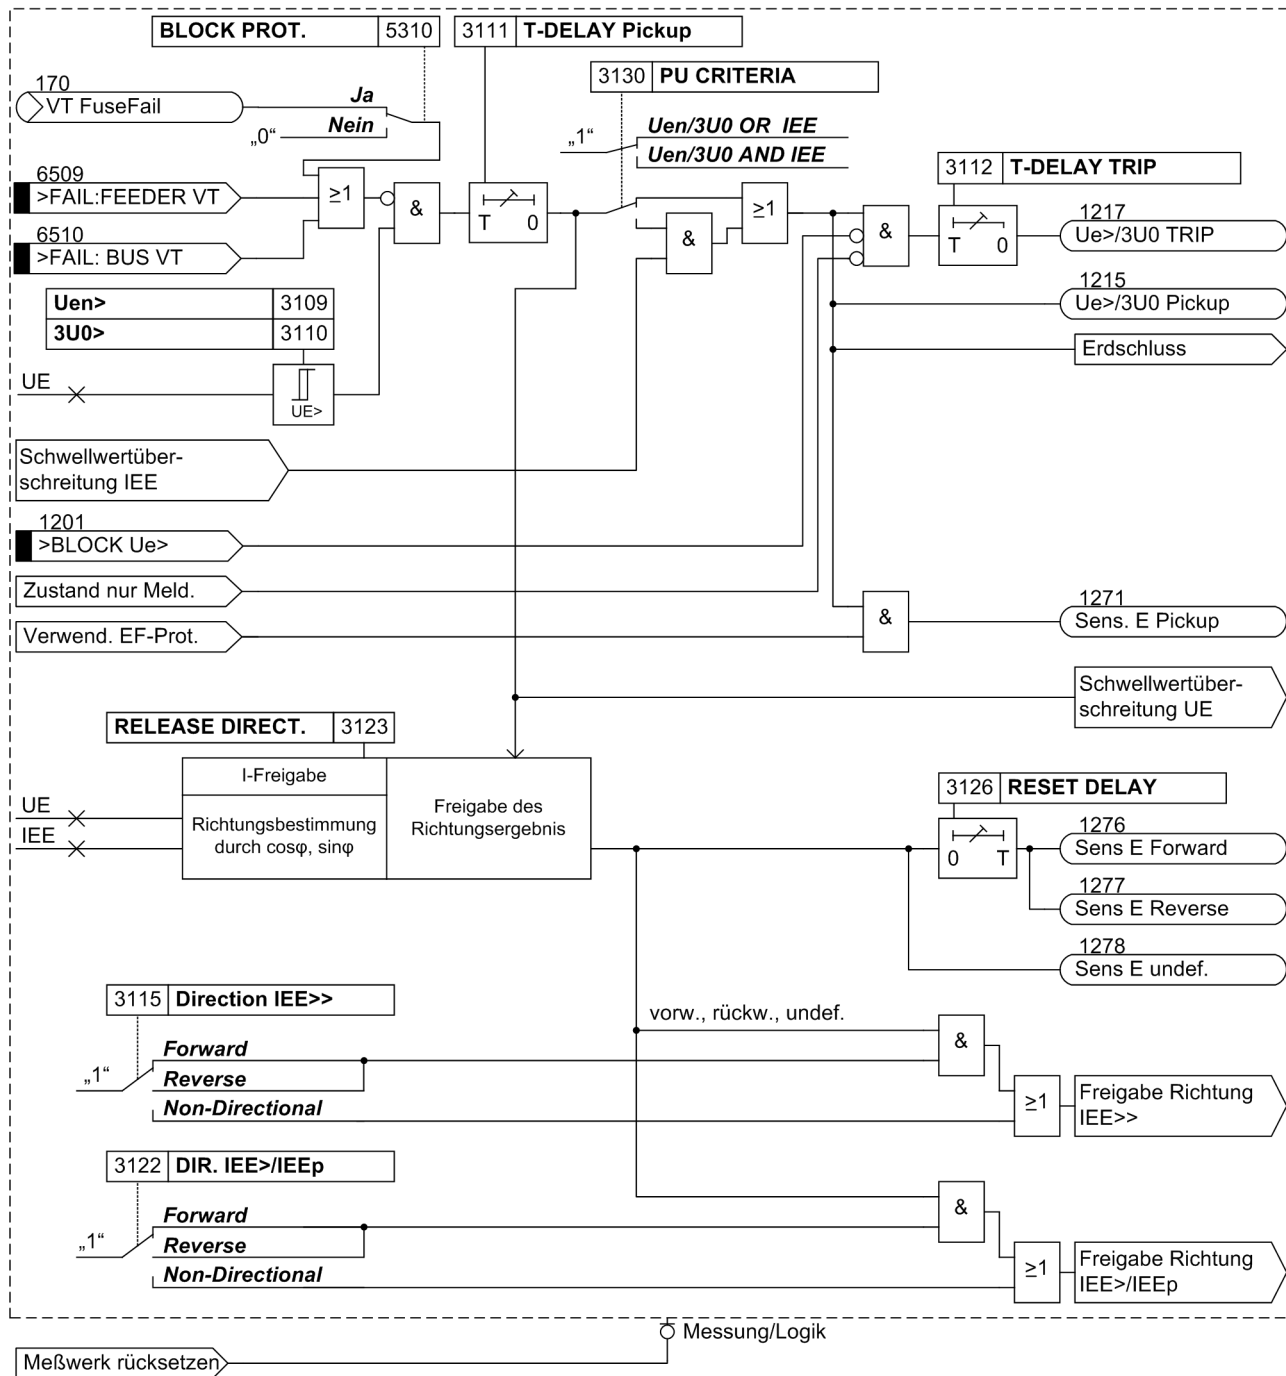 BLOCK PROT. 5310
3111 T-DELAY Pickup
3130 PU CRITERIA
170
VT FuseFail
Ja
Nein
„0“
„1“
Uen/3U0 OR IEE
Uen/3U0 AND IEE
3112 T-DELAY TRIP
6509
>FAIL:FEEDER VT
≥1
&
T 0
&
≥1
&
T 0
1217
Ue>/3U0 TRIP
6510
>FAIL: BUS VT
1215
Ue>/3U0 Pickup
Uen> 3109
3U0> 3110
Erdschluss
UE
UE>
Schwellwertüber-
schreitung IEE
1201
>BLOCK Ue>
Zustand nur Meld.
Verwend. EF-Prot.
&
1271
Sens. E Pickup
Schwellwertüber-
schreitung UE
RELEASE DIRECT. 3123
I-Freigabe
Richtungsbestimmung
durch cosφ, sinφ
Freigabe des
Richtungsergebnis
UE
IEE
3126 RESET DELAY
0 T
1276
Sens E Forward
1277
Sens E Reverse
1278
Sens E undef.
3115 Direction IEE>>
vorw., rückw., undef.
„1“
Forward
Reverse
Non-Directional
&
≥1
Freigabe Richtung
IEE>>
3122 DIR. IEE>/IEEp
„1“
Forward
Reverse
Non-Directional
&
≥1
Freigabe Richtung
IEE>/IEEp
Messung/Logik
Meßwerk rücksetzen